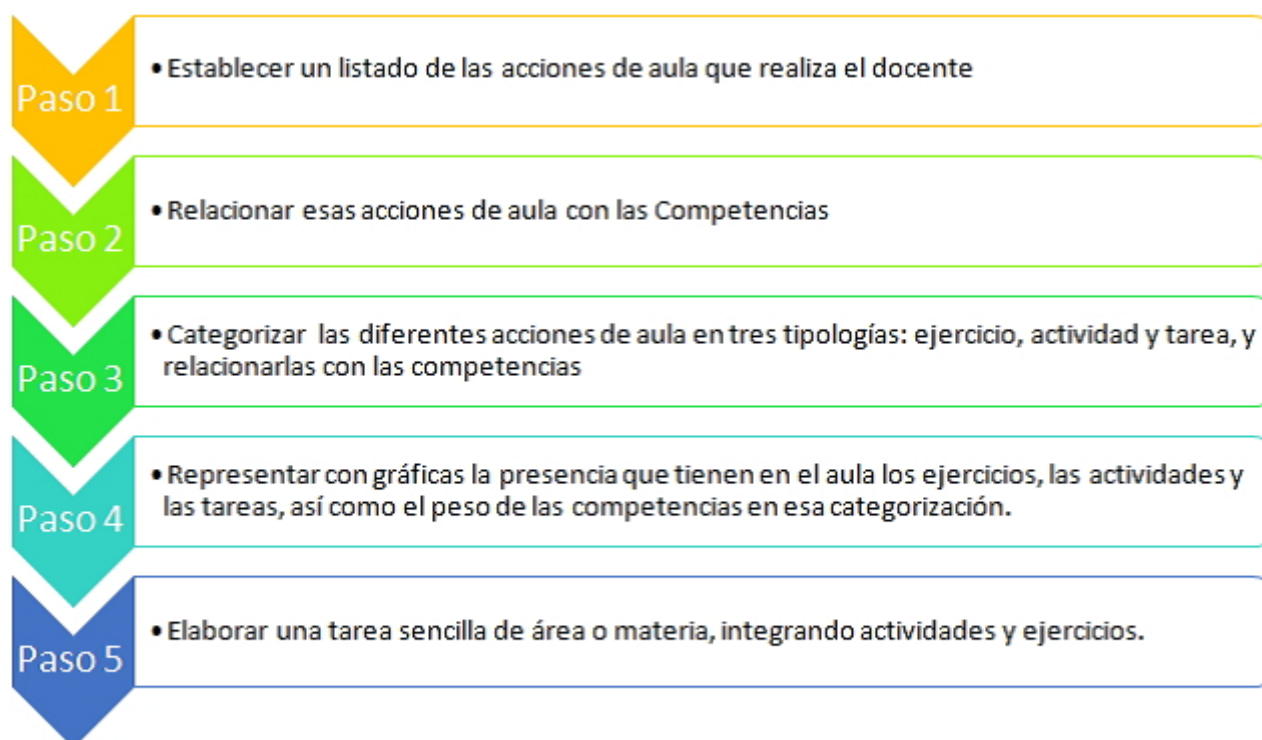 Paso 1
• Establecer un listado de las acciones de aula que realiza el docente
Paso 2
• Relacionar esas acciones de aula con las Competencias
Paso 3
• Categorizar las diferentes acciones de aula en tres tipologías: ejercicio, actividad y tarea, y
relacionarlas con las competencias
Paso 4
• Representar con gráficas la presencia que tienen en el aula los ejercicios, las actividades y
las tareas, así como el peso de las competencias en esa categorización.
Paso 5
• Elaborar una tarea sencilla de área o materia, integrando actividades y ejercicios.